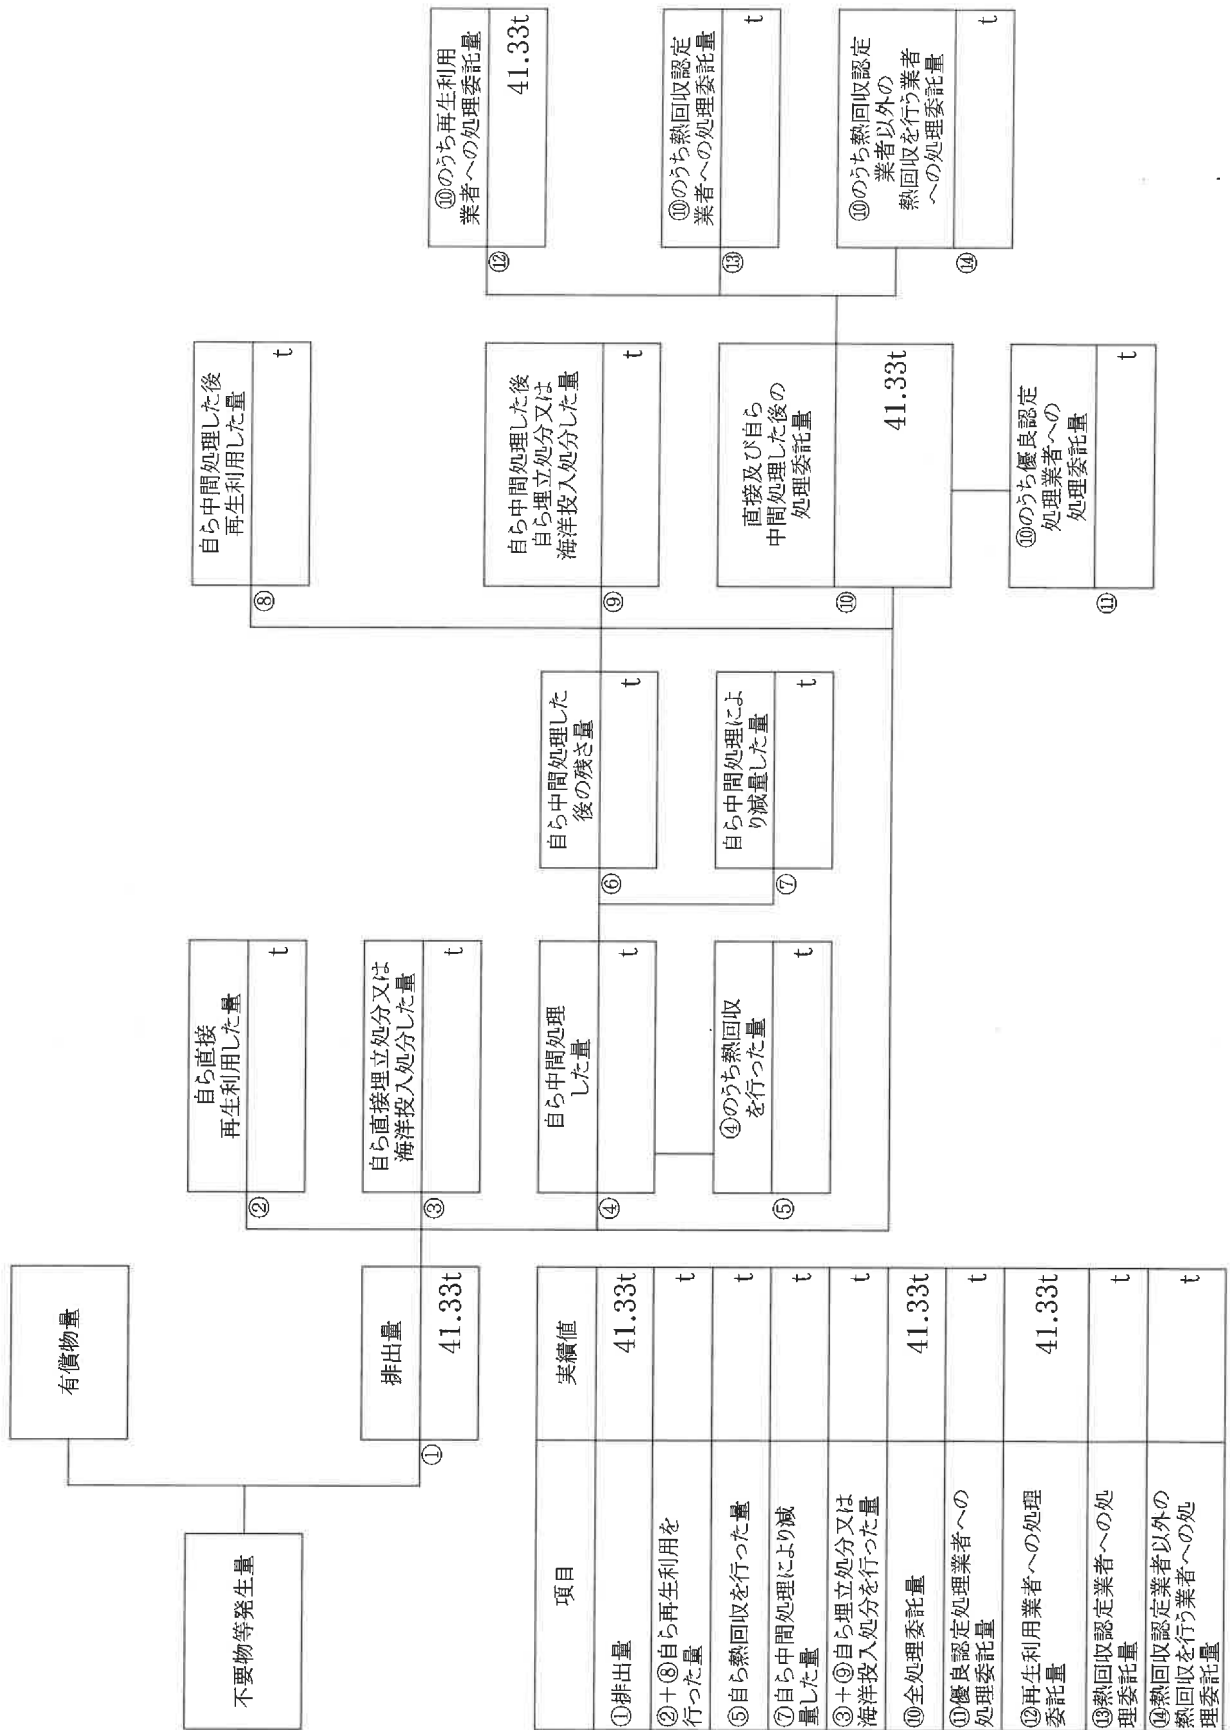 不要物等発生量
有償物量
排出量
①
41.33t
自ら直接
再生利用した量
②
t
自ら直接埋立処分又は
海洋投入処分した量
③
t
自ら中間処理
した量
④
t
④のうち熱回収
を行った量
⑤
t
自ら中間処理した
後の残さ量
⑥
t
自ら中間処理によ
り減量した量
⑦
t
自ら中間処理した後
再生利用した量
⑧
t
自ら中間処理した後
自ら埋立処分又は
海洋投入処分した量
⑨
t
直接及び自ら
中間処理した後の
処理委託量
⑩
41.33t
⑩のうち優良認定
処理業者への
処理委託量
⑪
t
⑩のうち再生利用
業者への処理委託量
⑫
41.33t
⑩のうち熱回収認定
業者への処理委託量
⑬
t
⑩のうち熱回収認定
業者以外の
熱回収を行う業者
への処理委託量
⑭
t
項目 実績値
①排出量 41.33t
②+⑧自ら再生利用を
行った量 t
⑤自ら熱回収を行った量 t
⑦自ら中間処理により減
量した量 t
③+⑨自ら埋立処分又は
海洋投入処分を行った量 t
⑩全処理委託量 41.33t
⑪優良認定処理業者への
処理委託量 t
⑫再生利用業者への処理
委託量 41.33t
⑬熱回収認定業者への処
理委託量 t
⑭熱回収認定業者以外の
熱回収を行う業者への処
理委託量 t